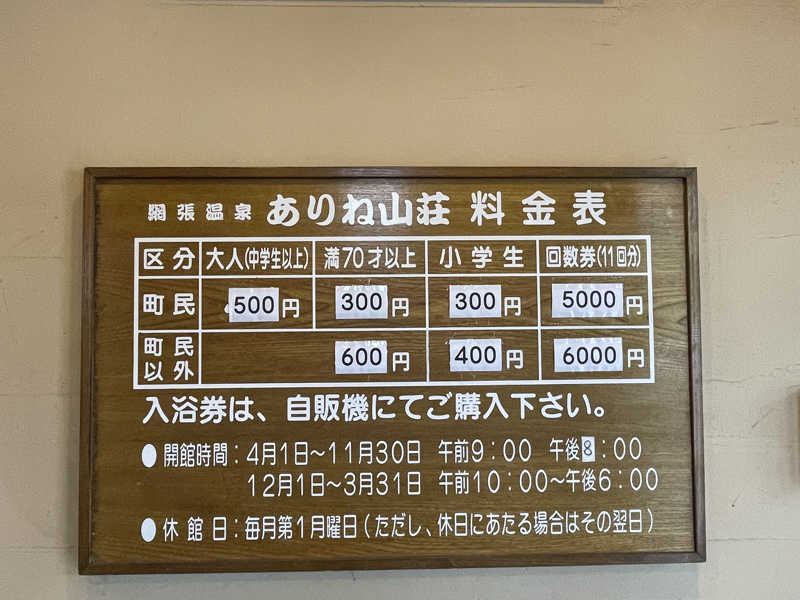 網張温泉 ありね山荘 料金表
区分 大人(中学生以上) 満70才以上 小学生 回数券(11回分)
町民 500円 300円 300円 5000円
町民以外 600円 400円 6000円
入浴券は、自販機にてご購入下さい。
●開館時間:4月1日～11月30日 午前9:00 午後8:00
12月1日～3月31日 午前10:00～午後6:00
●休館日:毎月第1月曜日(ただし、休日にあたる場合はその翌日)